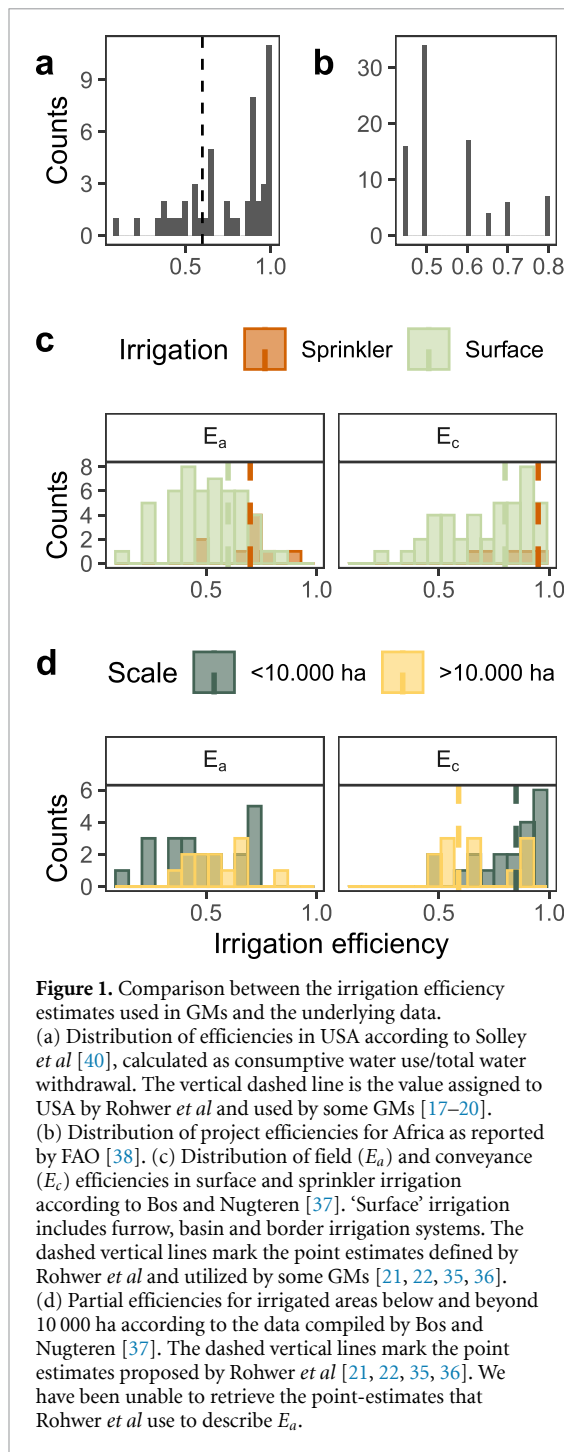 a
b
Counts
9
6
3
0
0.5
1.0
30
20
10
0
0.5 0.6 0.7 0.8
c
Irrigation Sprinkler Surface
Ea
Ec
Counts
8
6
4
2
0
0.5
1.0
0.5
1.0
d
Scale <10.000 ha >10.000 ha
Ea
Ec
Counts
6
4
2
0
0.5
1.0
0.5
1.0
Irrigation efficiency
Figure 1. Comparison between the irrigation efficiency
estimates used in GMs and the underlying data.
(a) Distribution of efficiencies in USA according to Solley
et al [40], calculated as consumptive water use/total water
withdrawal. The vertical dashed line is the value assigned to
USA by Rohwer et al and used by some GMs [17–20].
(b) Distribution of project efficiencies for Africa as reported
by FAO [38]. (c) Distribution of field (Ea) and conveyance
(Ec) efficiencies in surface and sprinkler irrigation
according to Bos and Nugteren [37]. ‘Surface’ irrigation
includes furrow, basin and border irrigation systems. The
dashed vertical lines mark the point estimates defined by
Rohwer et al and utilized by some GMs [21, 22, 35, 36].
(d) Partial efficiencies for irrigated areas below and beyond
10 000 ha according to the data compiled by Bos and
Nugteren [37]. The dashed vertical lines mark the point
estimates proposed by Rohwer et al [21, 22, 35, 36]. We
have been unable to retrieve the point-estimates that
Rohwer et al use to describe Ea.